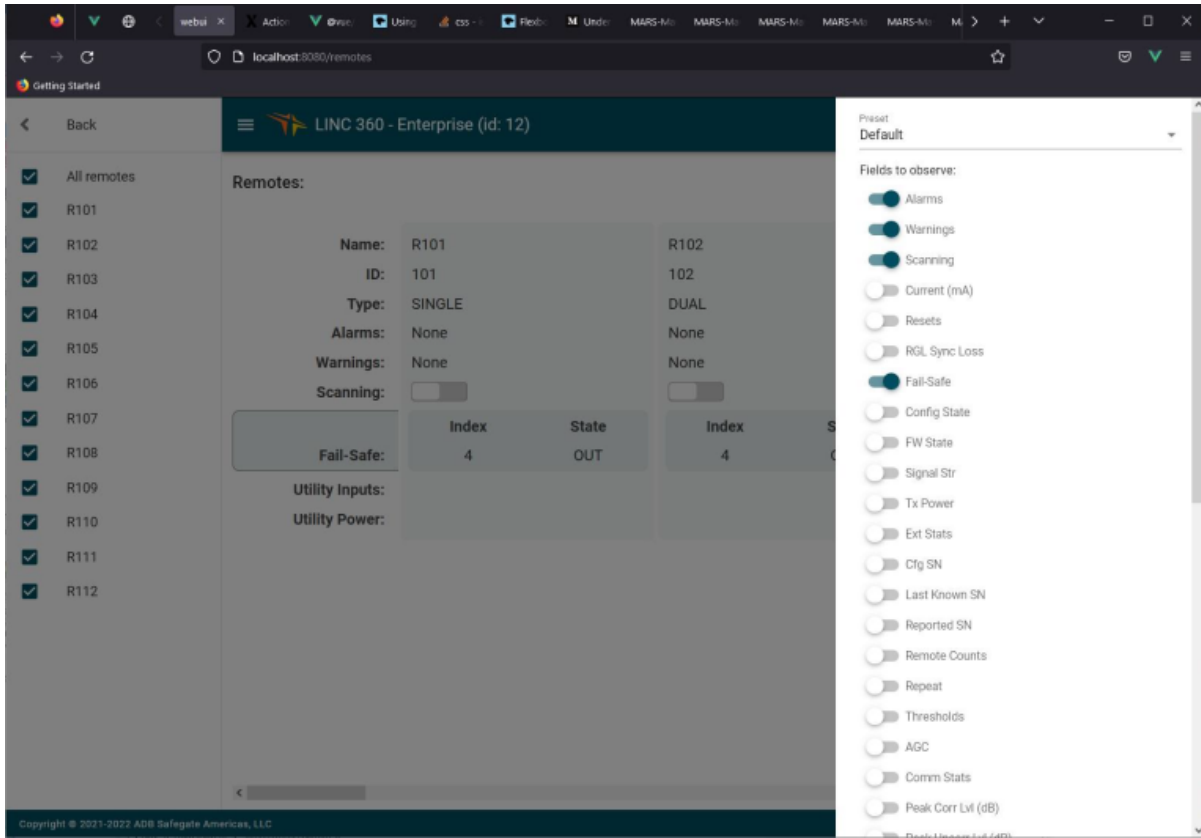 webui
Action
@vue
Using
css - i
Flexbo
M Under
MARS-Mo
MARS-Mo
MARS-Mo
MARS-Mo
MARS-Mo
M
localhost:8080/remotes
Getting Started
Back
All remotes
R101
R102
R103
R104
R105
R106
R107
R108
R109
R110
R111
R112
LINC 360 - Enterprise (id: 12)
Remotes:
Name: R101 R102
ID: 101 102
Type: SINGLE DUAL
Alarms: None None
Warnings: None None
Scanning:
Index State Index S
Fail-Safe: 4 OUT 4
Utility Inputs:
Utility Power:
Preset
Default
Fields to observe:
Alarms
Warnings
Scanning
Current (mA)
Resets
RGL Sync Loss
Fail-Safe
Config State
FW State
Signal Str
Tx Power
Ext Stats
Cfg SN
Last Known SN
Reported SN
Remote Counts
Repeat
Thresholds
AGC
Comm Stats
Peak Corr Lvl (dB)
Peak Uncorr Lvl (dB)
Copyright © 2021-2022 ADB Safegate Americas, LLC